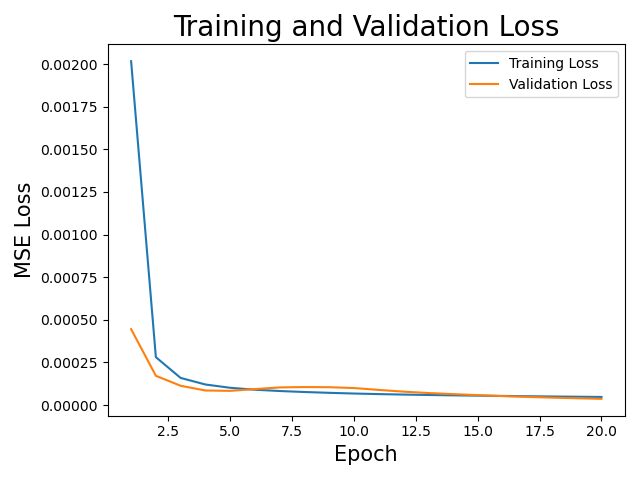 Training and Validation Loss
Training Loss
Validation Loss
MSE Loss
0.00200
0.00175
0.00150
0.00125
0.00100
0.00075
0.00050
0.00025
0.00000
2.5 5.0 7.5 10.0 12.5 15.0 17.5 20.0
Epoch